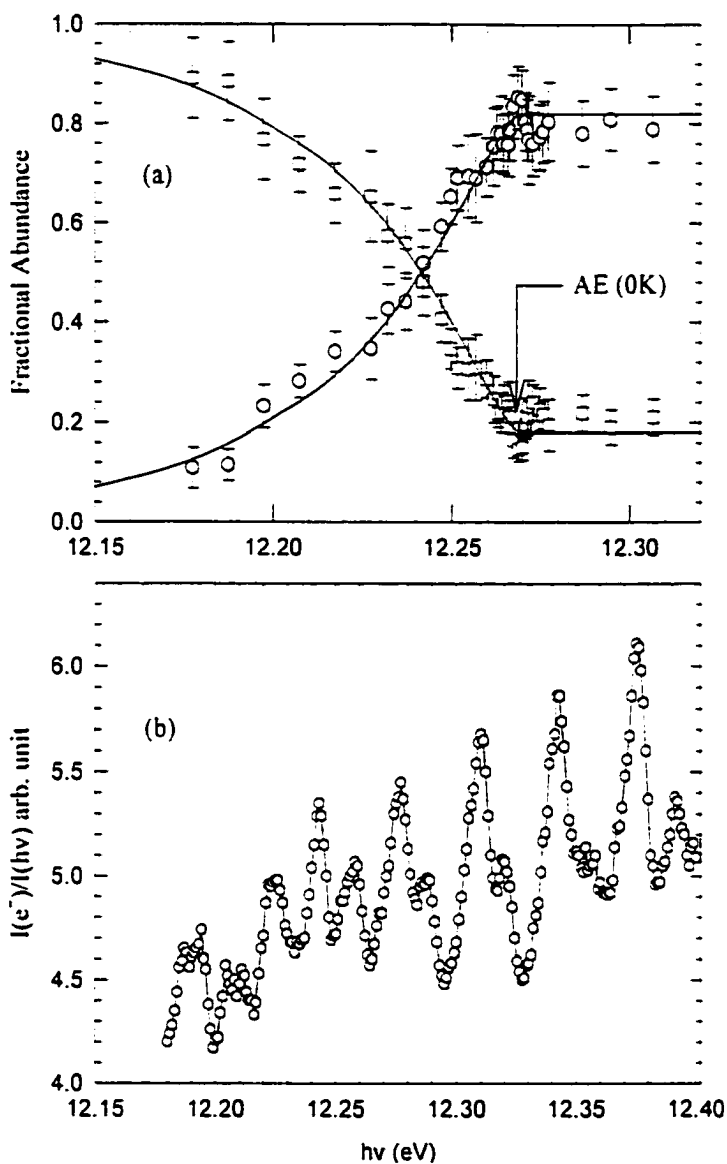 1.0
0.8
(a)
0.6
Fractional Abundance
0.4
AE (0K)
0.2
0.0
12.15 12.20 12.25 12.30
6.0
(b)
5.5
I(e⁻)/I(hν) arb. unit
5.0
4.5
4.0
12.15 12.20 12.25 12.30 12.35 12.40
hν (eV)